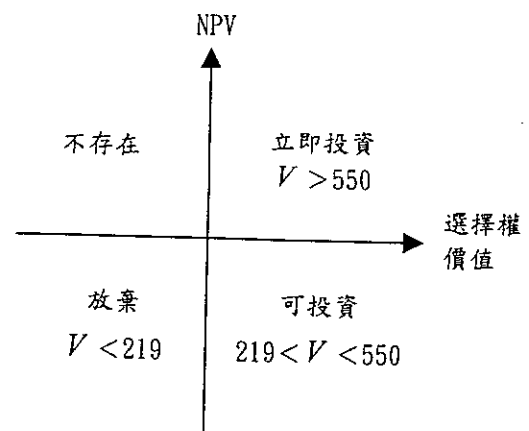 NPV
不存在
立即投資
V >550
選擇權
價值
放棄
V <219
可投資
219< V <550